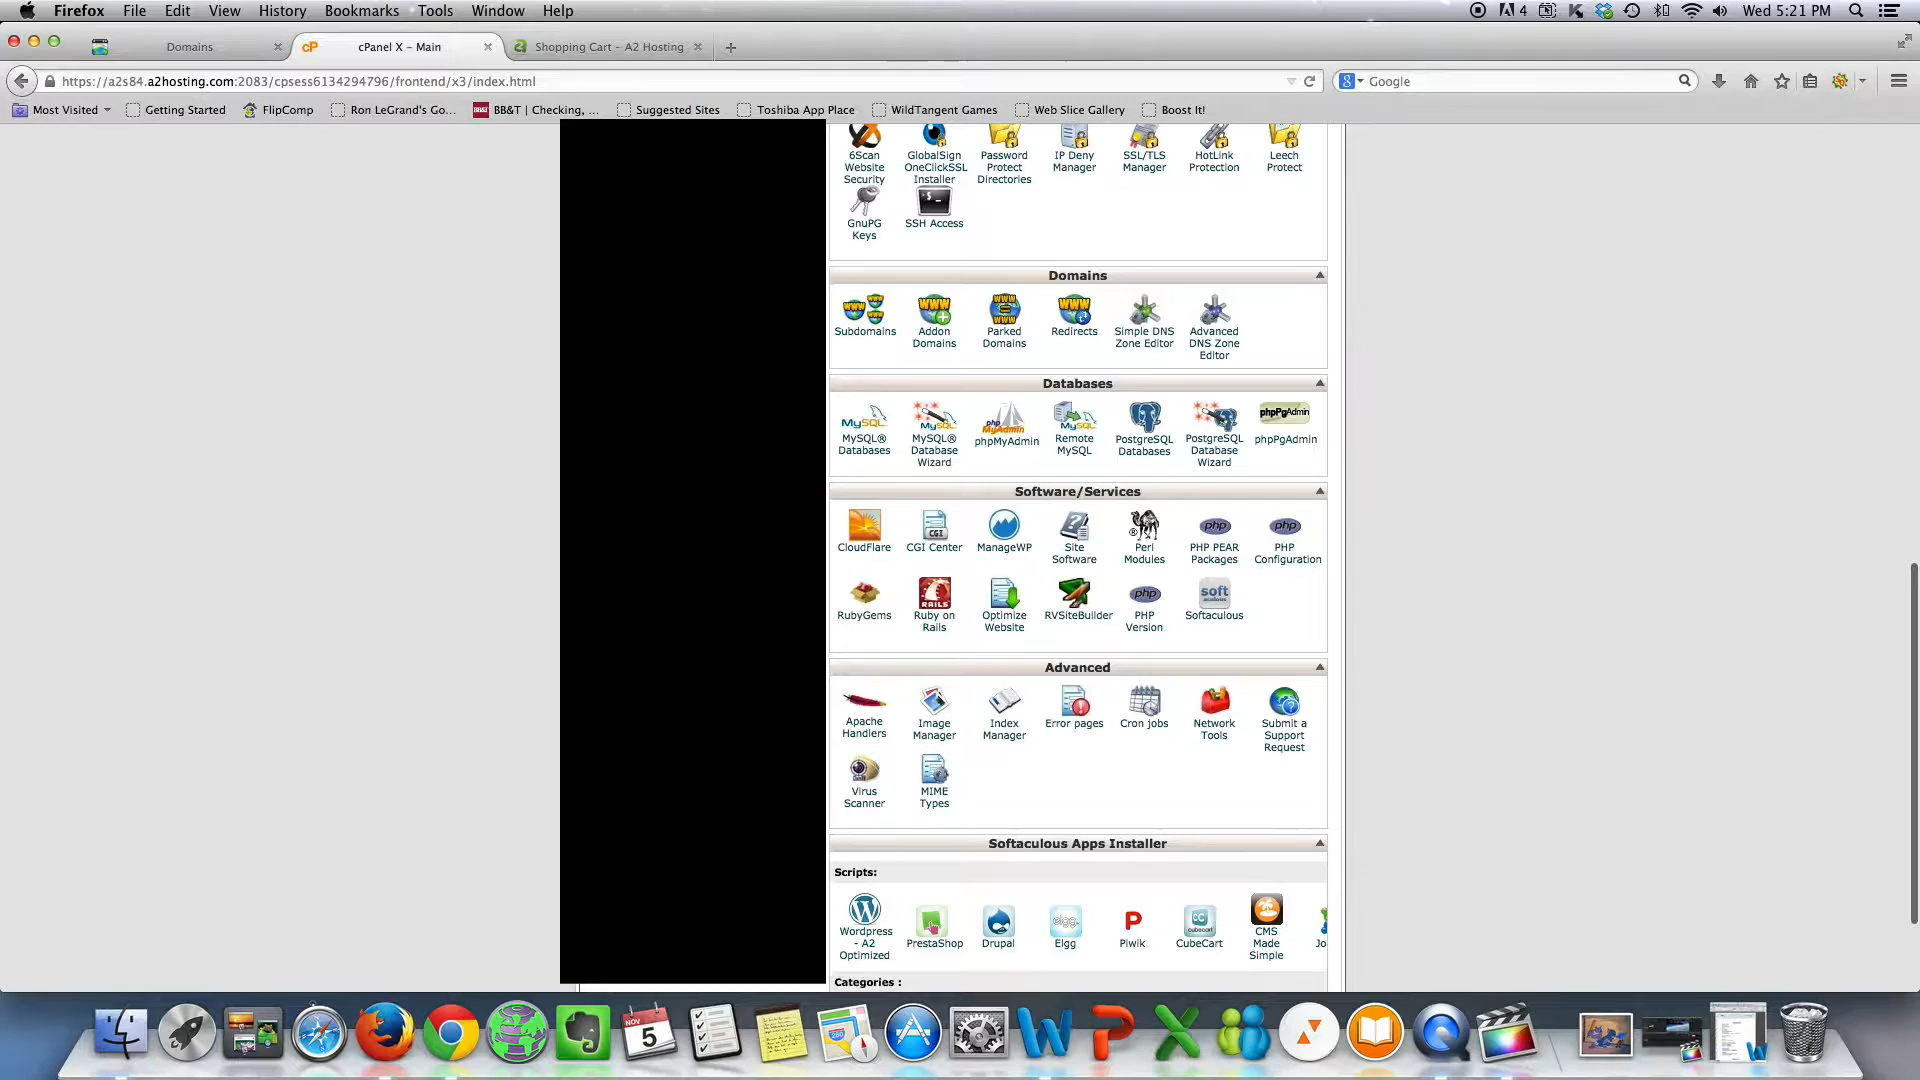 Firefox File Edit View History Bookmarks Tools Window Help
4 Wed 5:21 PM
Domains
cPanel X – Main
Shopping Cart – A2 Hosting
https://a2s84.a2hosting.com:2083/cpsess6134294796/frontend/x3/index.html
Google
Most Visited Getting Started FlipComp Ron LeGrand's Go... BB&T | Checking, ... Suggested Sites Toshiba App Place WildTangent Games Web Slice Gallery Boost It!
6Scan Website Security
GlobalSign OneClickSSL Installer
Password Protect Directories
IP Deny Manager
SSL/TLS Manager
HotLink Protection
Leech Protect
GnuPG Keys
SSH Access
Domains
Subdomains
Addon Domains
Parked Domains
Redirects
Simple DNS Zone Editor
Advanced DNS Zone Editor
Databases
MySQL® Databases
MySQL® Database Wizard
phpMyAdmin
Remote MySQL
PostgreSQL Databases
PostgreSQL Database Wizard
phpPgAdmin
Software/Services
CloudFlare
CGI Center
ManageWP
Site Software
Perl Modules
PHP PEAR Packages
PHP Configuration
RubyGems
Ruby on Rails
Optimize Website
RVSiteBuilder
PHP Version
Softaculous
Advanced
Apache Handlers
Image Manager
Index Manager
Error pages
Cron jobs
Network Tools
Submit a Support Request
Virus Scanner
MIME Types
Softaculous Apps Installer
Scripts:
Wordpress - A2 Optimized
PrestaShop
Drupal
Elgg
Piwik
CubeCart
CMS Made Simple
Jo
Categories :
NOV
5